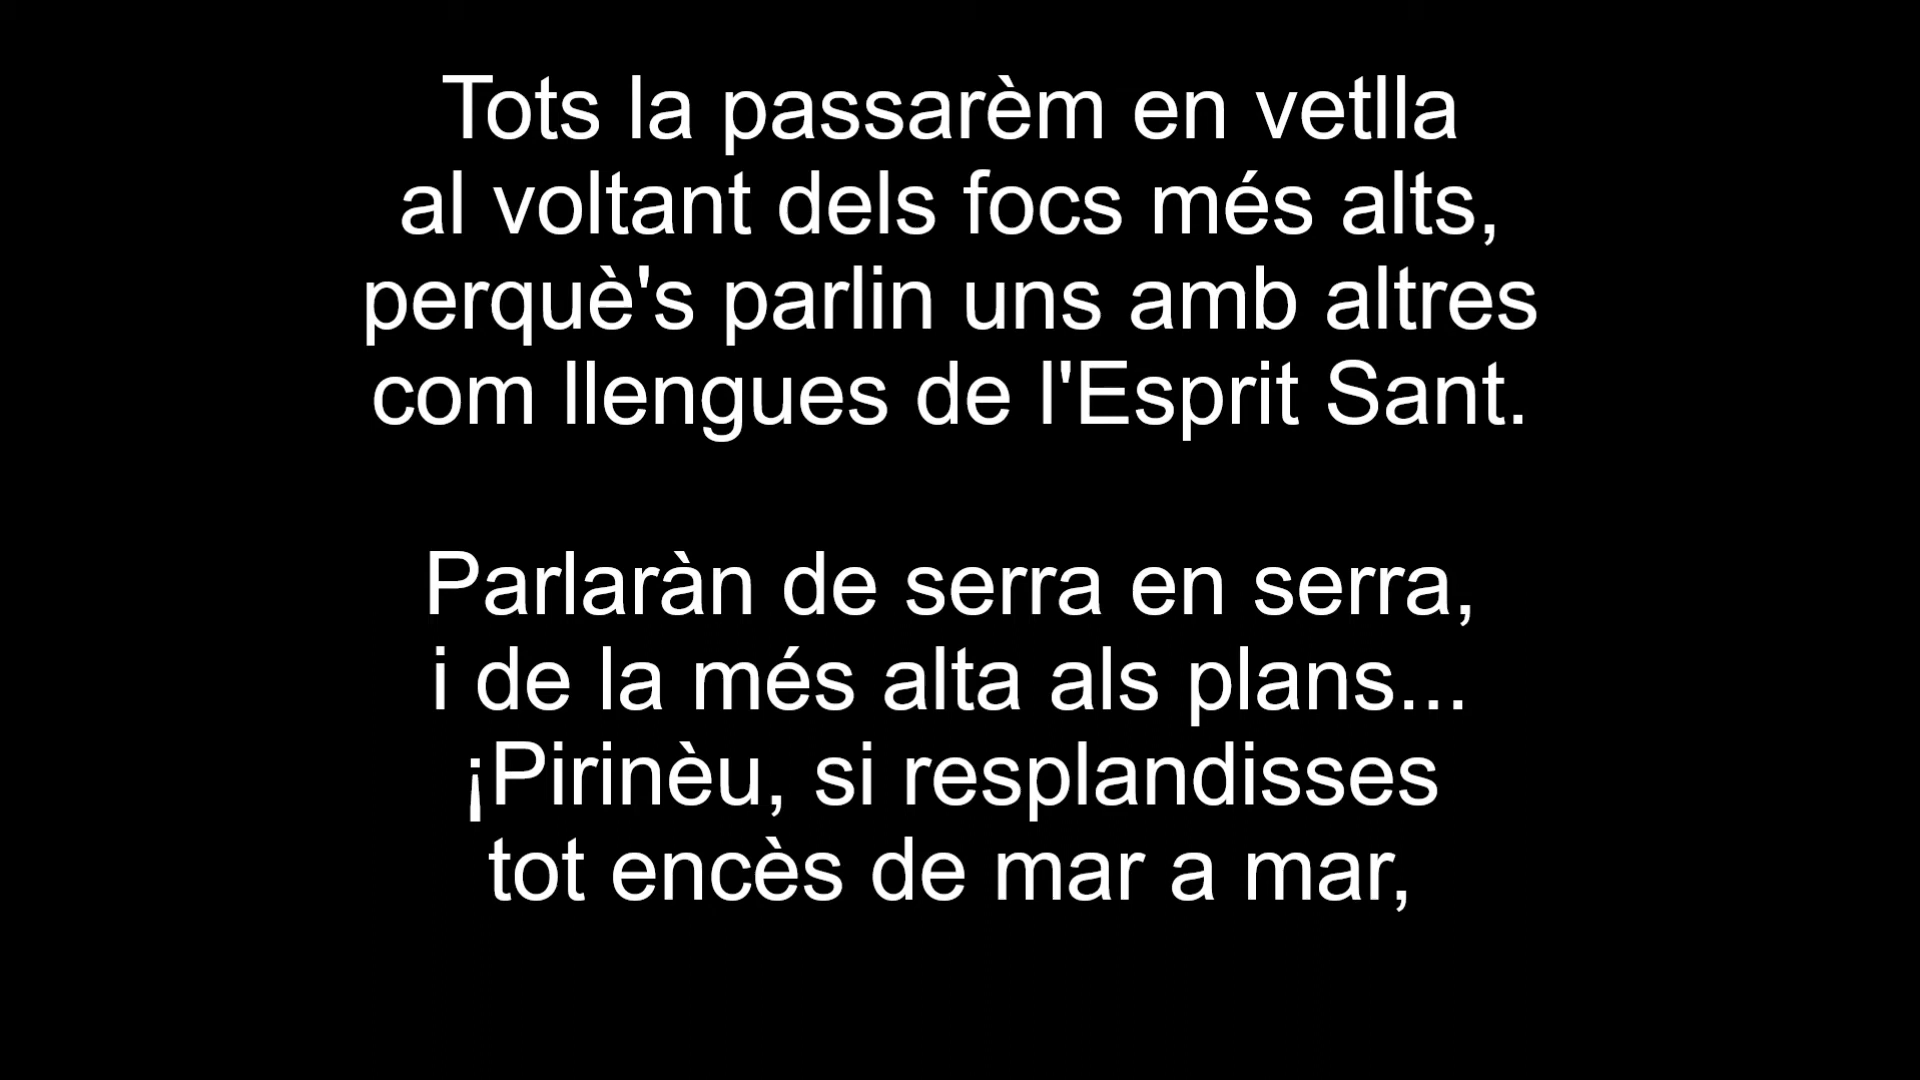 Tots la passarèm en vetlla
al voltant dels focs més alts,
perquè's parlin uns amb altres
com llengues de l'Esprit Sant.
Parlaràn de serra en serra,
i de la més alta als plans...
¡Pirinèu, si resplandisses
tot encès de mar a mar,